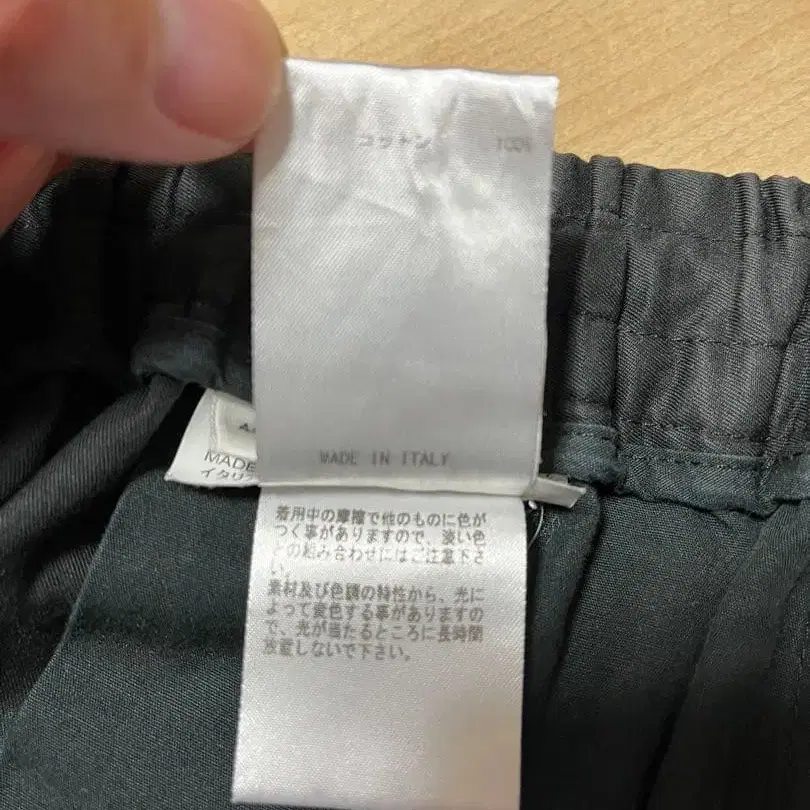 コットン 100%
MADE IN ITALY
MADE
イタリ
着用中の摩擦で他のものに色が
つく事がありますので、淡い色
との組み合わせにはご注意下さ
い。
素材及び色調の特性から、光に
よって変色する事がありますの
で、光が当たるところに長時間
放置しないで下さい。